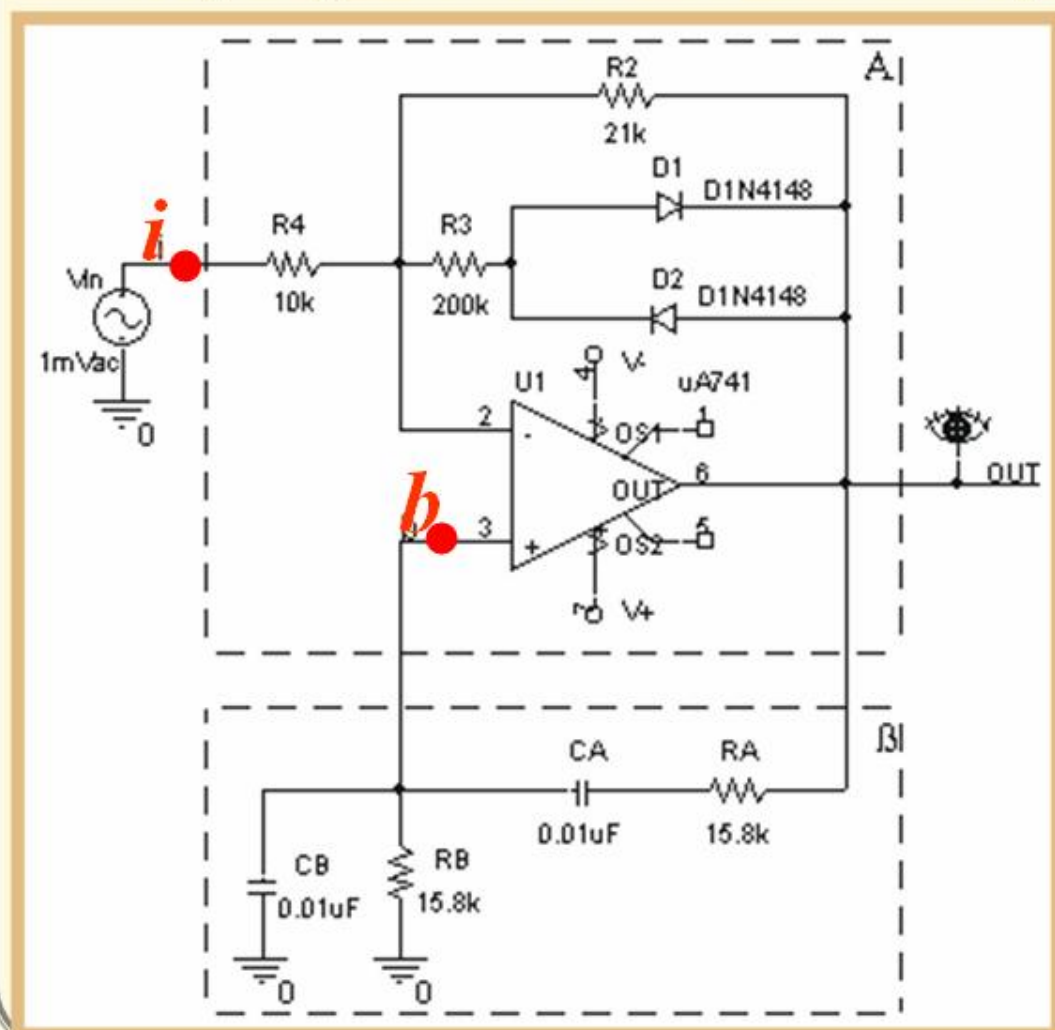 A
R2
21k
D1
D1N4148
i
R4
10k
R3
200k
D2
D1N4148
Vin
1mVac
0
U1
4
V-
uA741
2
-
OS1
1
OUT
6
OUT
b
3
+
OS2
5
7
V+
β
CA
0.01uF
RA
15.8k
CB
0.01uF
RB
15.8k
0
0